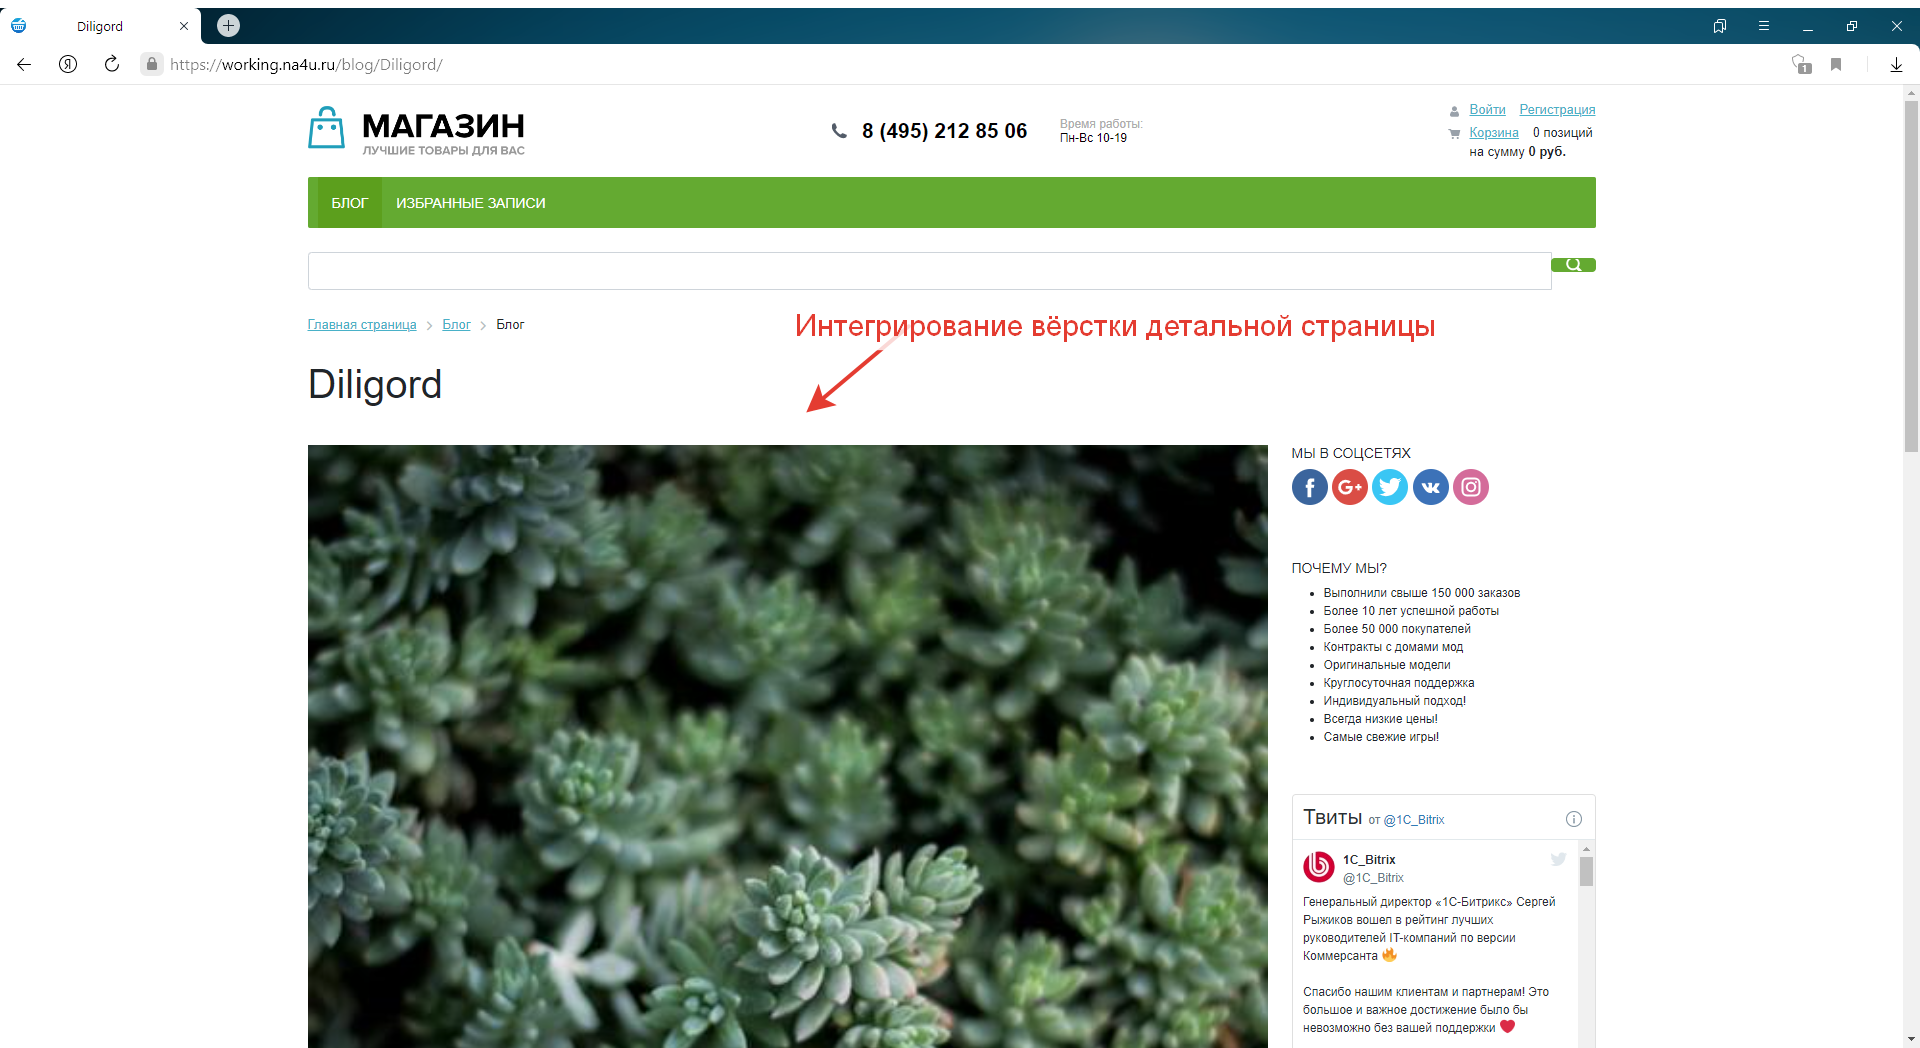 Diligord
https://working.na4u.ru/blog/Diligord/
1
МАГАЗИН
ЛУЧШИЕ ТОВАРЫ ДЛЯ ВАС
8 (495) 212 85 06
Время работы:
Пн-Вс 10-19
Войти Регистрация
Корзина 0 позиций
на сумму 0 руб.
БЛОГ ИЗБРАННЫЕ ЗАПИСИ
Главная страница > Блог > Блог
Интегрирование вёрстки детальной страницы
Diligord
МЫ В СОЦСЕТЯХ
ПОЧЕМУ МЫ?
Выполнили свыше 150 000 заказов
Более 10 лет успешной работы
Более 50 000 покупателей
Контракты с домами мод
Оригинальные модели
Круглосуточная поддержка
Индивидуальный подход!
Всегда низкие цены!
Самые свежие игры!
Твиты от @1C_Bitrix
1C_Bitrix
@1C_Bitrix
Генеральный директор «1С-Битрикс» Сергей
Рыжиков вошел в рейтинг лучших
руководителей IT-компаний по версии
Коммерсанта 🔥
Спасибо нашим клиентам и партнерам! Это
большое и важное достижение было бы
невозможно без вашей поддержки ❤️